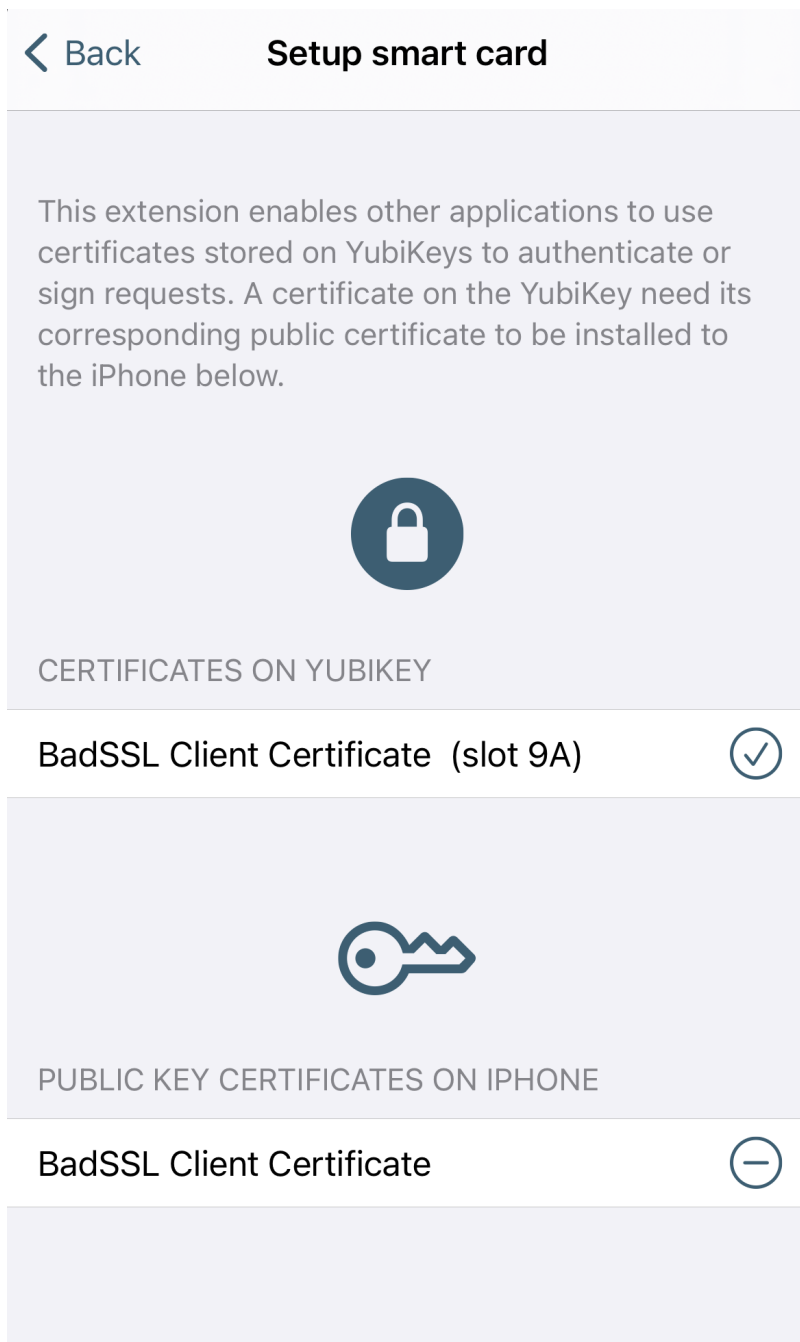 Back
Setup smart card
This extension enables other applications to use
certificates stored on YubiKeys to authenticate or
sign requests. A certificate on the YubiKey need its
corresponding public certificate to be installed to
the iPhone below.
CERTIFICATES ON YUBIKEY
BadSSL Client Certificate (slot 9A)
PUBLIC KEY CERTIFICATES ON IPHONE
BadSSL Client Certificate